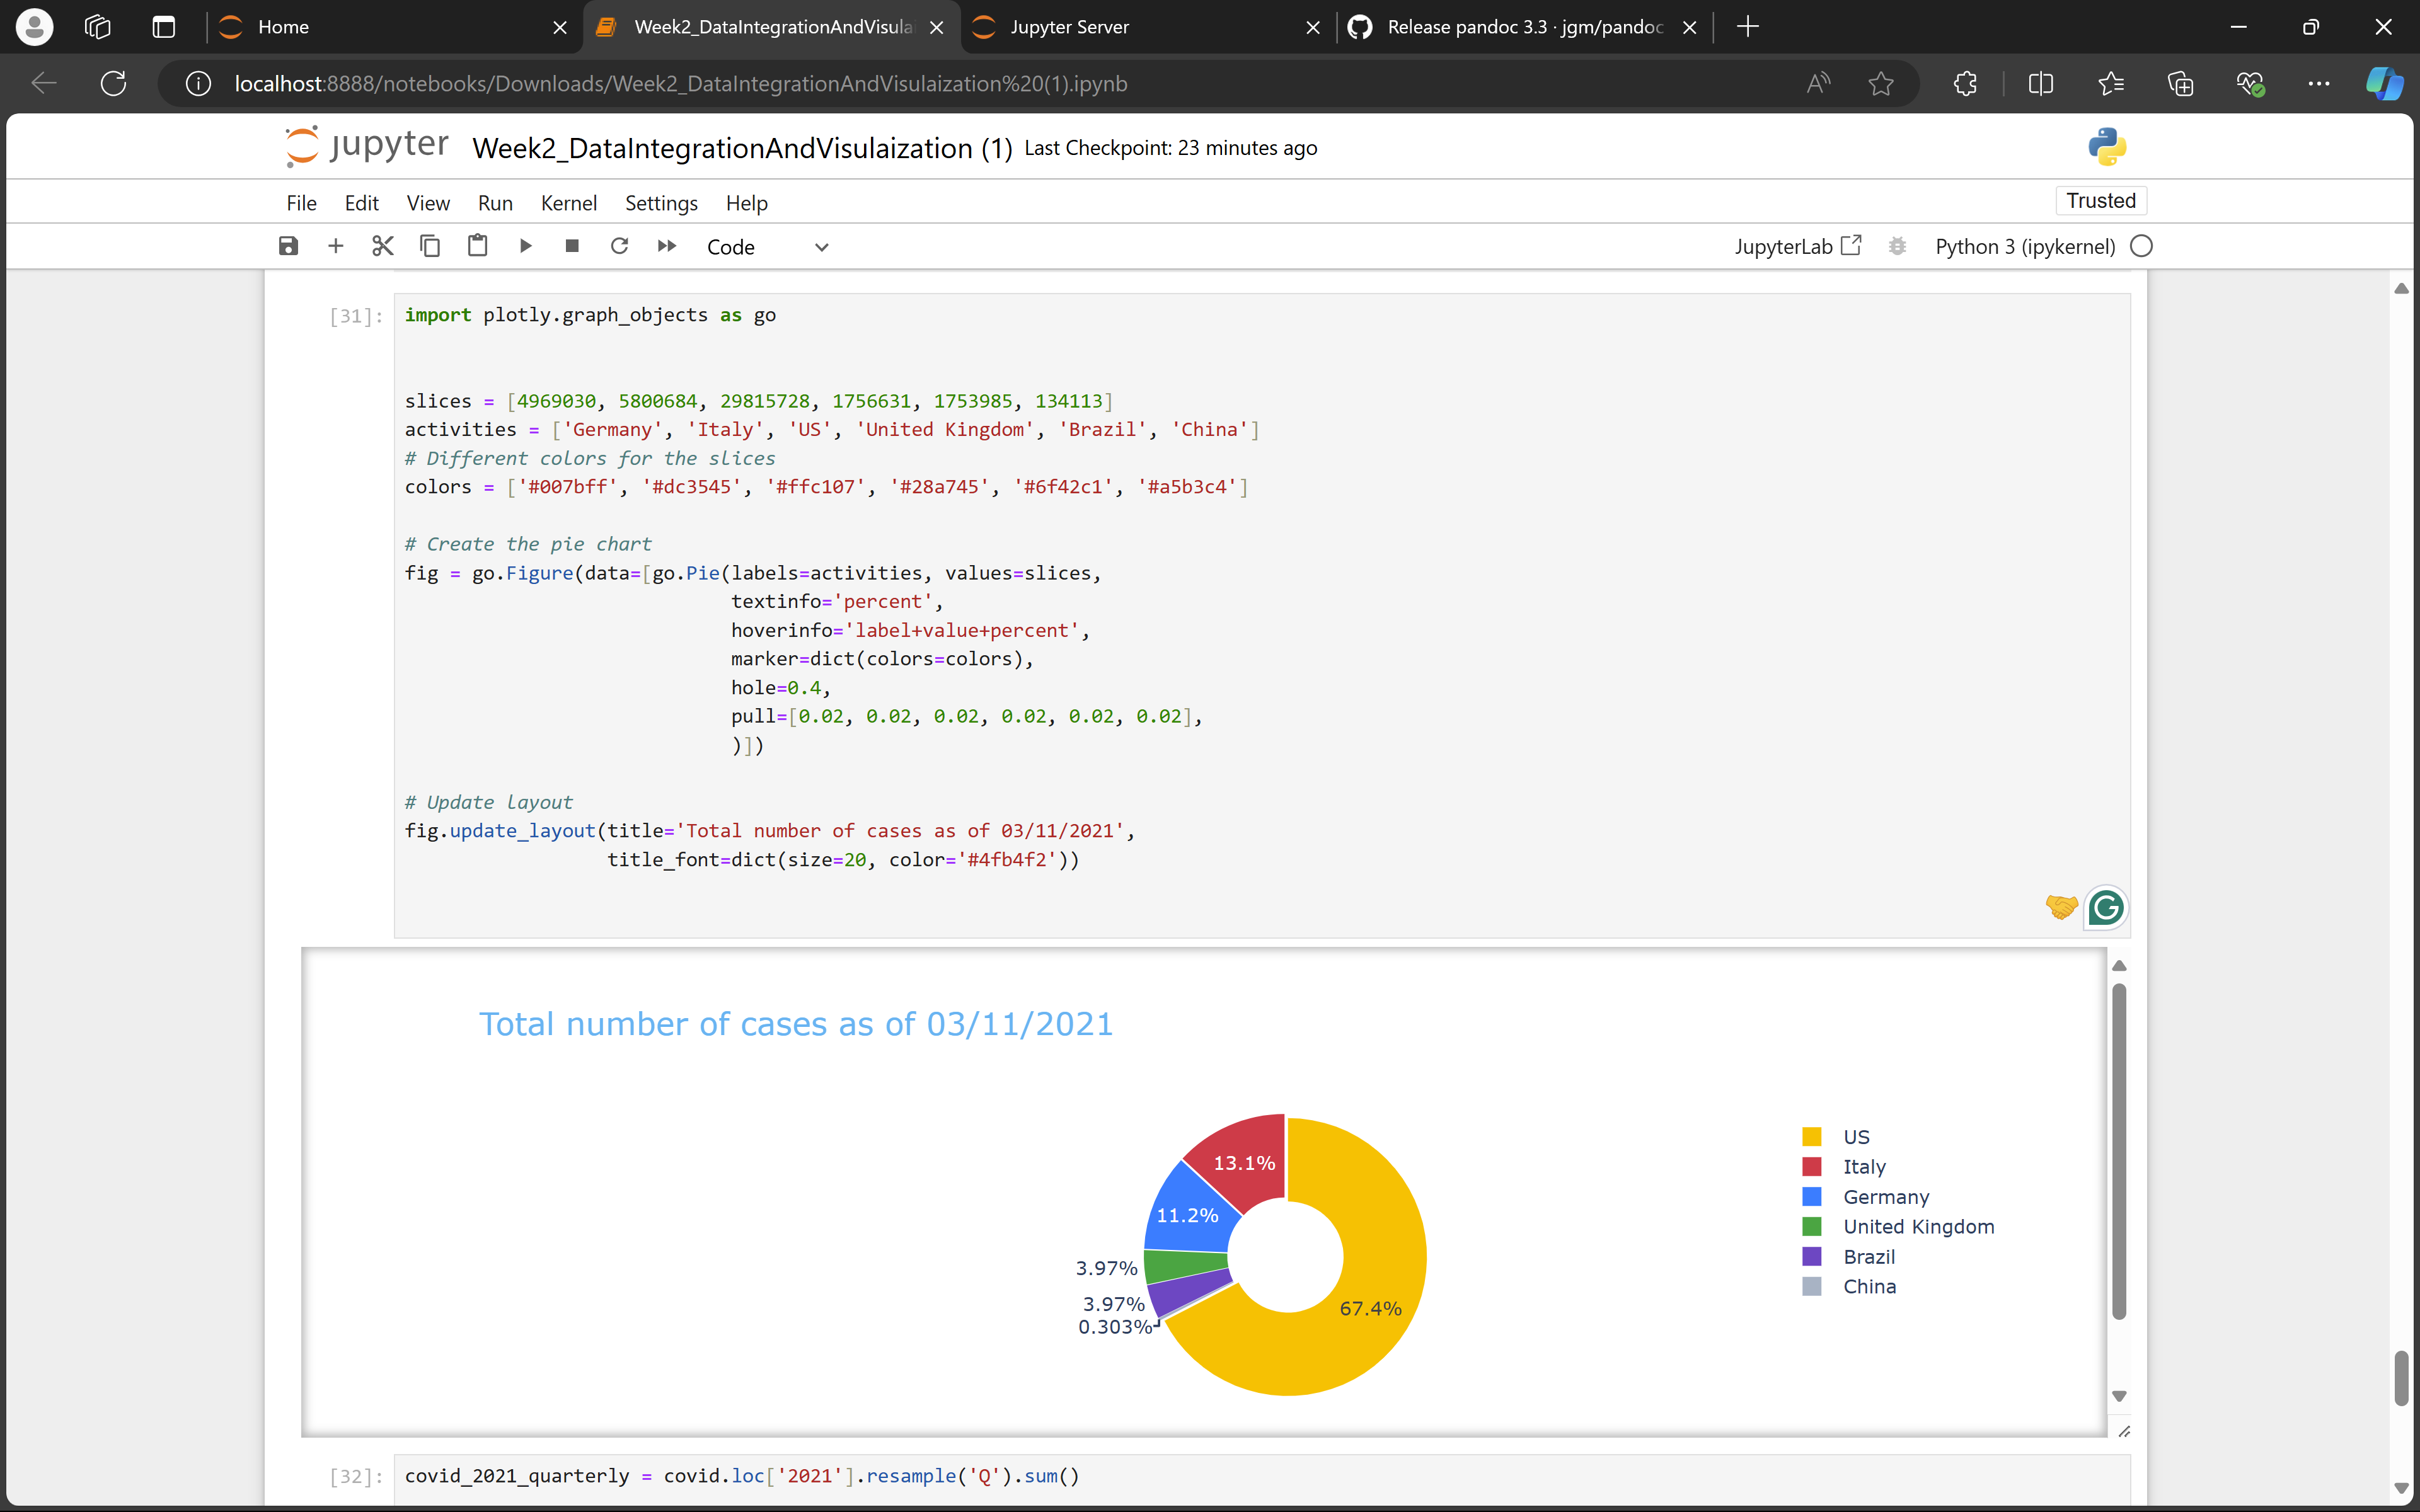 Home
Week2_DataIntegrationAndVisula
Jupyter Server
Release pandoc 3.3 · jgm/pandoc
localhost:8888/notebooks/Downloads/Week2_DataIntegrationAndVisulaization%20(1).ipynb
jupyter Week2_DataIntegrationAndVisulaization (1) Last Checkpoint: 23 minutes ago
File Edit View Run Kernel Settings Help
Trusted
Code
JupyterLab
Python 3 (ipykernel)
[31]:
import plotly.graph_objects as go
slices = [4969030, 5800684, 29815728, 1756631, 1753985, 134113]
activities = ['Germany', 'Italy', 'US', 'United Kingdom', 'Brazil', 'China']
# Different colors for the slices
colors = ['#007bff', '#dc3545', '#ffc107', '#28a745', '#6f42c1', '#a5b3c4']
# Create the pie chart
fig = go.Figure(data=[go.Pie(labels=activities, values=slices,
textinfo='percent',
hoverinfo='label+value+percent',
marker=dict(colors=colors),
hole=0.4,
pull=[0.02, 0.02, 0.02, 0.02, 0.02, 0.02],
)])
# Update layout
fig.update_layout(title='Total number of cases as of 03/11/2021',
title_font=dict(size=20, color='#4fb4f2'))
Total number of cases as of 03/11/2021
13.1%
11.2%
3.97%
3.97%
0.303%
67.4%
US
Italy
Germany
United Kingdom
Brazil
China
[32]:
covid_2021_quarterly = covid.loc['2021'].resample('Q').sum()